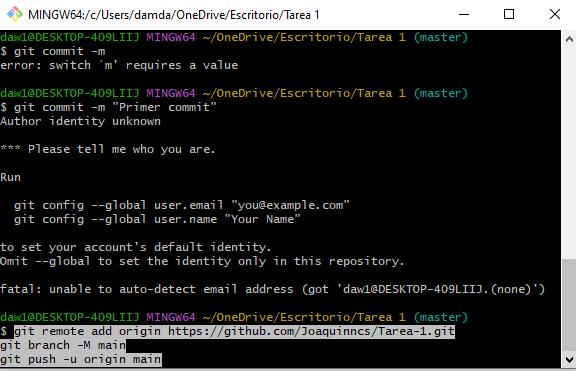 MINGW64:/c/Users/damda/OneDrive/Escritorio/Tarea 1
daw1@DESKTOP-4O9LIIJ MINGW64 ~/OneDrive/Escritorio/Tarea 1 (master)
$ git commit -m
error: switch `m' requires a value
daw1@DESKTOP-4O9LIIJ MINGW64 ~/OneDrive/Escritorio/Tarea 1 (master)
$ git commit -m "Primer commit"
Author identity unknown
*** Please tell me who you are.
Run
git config --global user.email "you@example.com"
git config --global user.name "Your Name"
to set your account's default identity.
Omit --global to set the identity only in this repository.
fatal: unable to auto-detect email address (got 'daw1@DESKTOP-4O9LIIJ.(none)')
daw1@DESKTOP-4O9LIIJ MINGW64 ~/OneDrive/Escritorio/Tarea 1 (master)
$ git remote add origin https://github.com/Joaquinncs/Tarea-1.git
git branch -M main
git push -u origin main